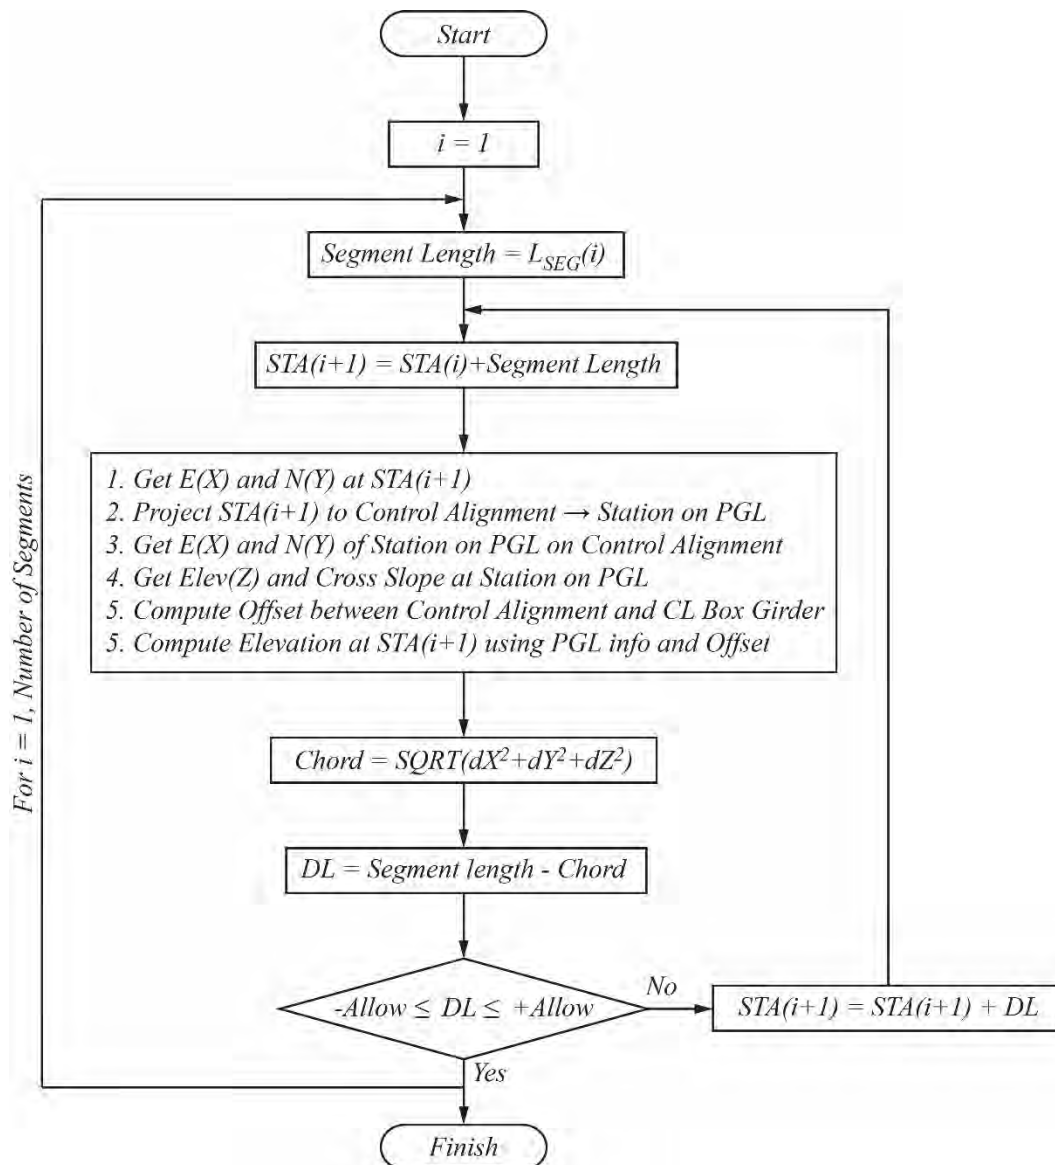 Start
i = 1
Segment Length = L_SEG(i)
STA(i+1) = STA(i)+Segment Length
1. Get E(X) and N(Y) at STA(i+1)
2. Project STA(i+1) to Control Alignment → Station on PGL
3. Get E(X) and N(Y) of Station on PGL on Control Alignment
4. Get Elev(Z) and Cross Slope at Station on PGL
5. Compute Offset between Control Alignment and CL Box Girder
5. Compute Elevation at STA(i+1) using PGL info and Offset
For i = 1, Number of Segments
Chord = SQRT(dX²+dY²+dZ²)
DL = Segment length - Chord
-Allow ≤ DL ≤ +Allow
No
STA(i+1) = STA(i+1) + DL
Yes
Finish